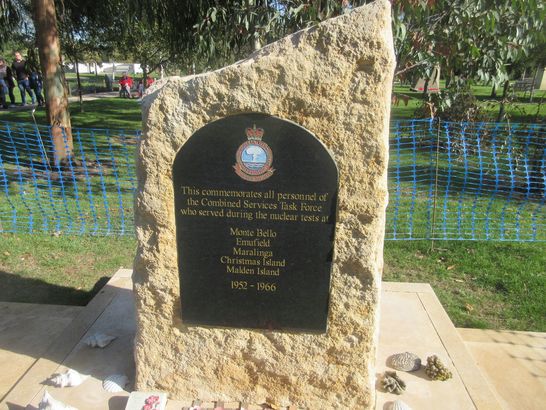 This commemorates all personnel of
the Combined Services Task Force
who served during the nuclear tests at
Monte Bello
Emufield
Maralinga
Christmas Island
Malden Island
1952 - 1966